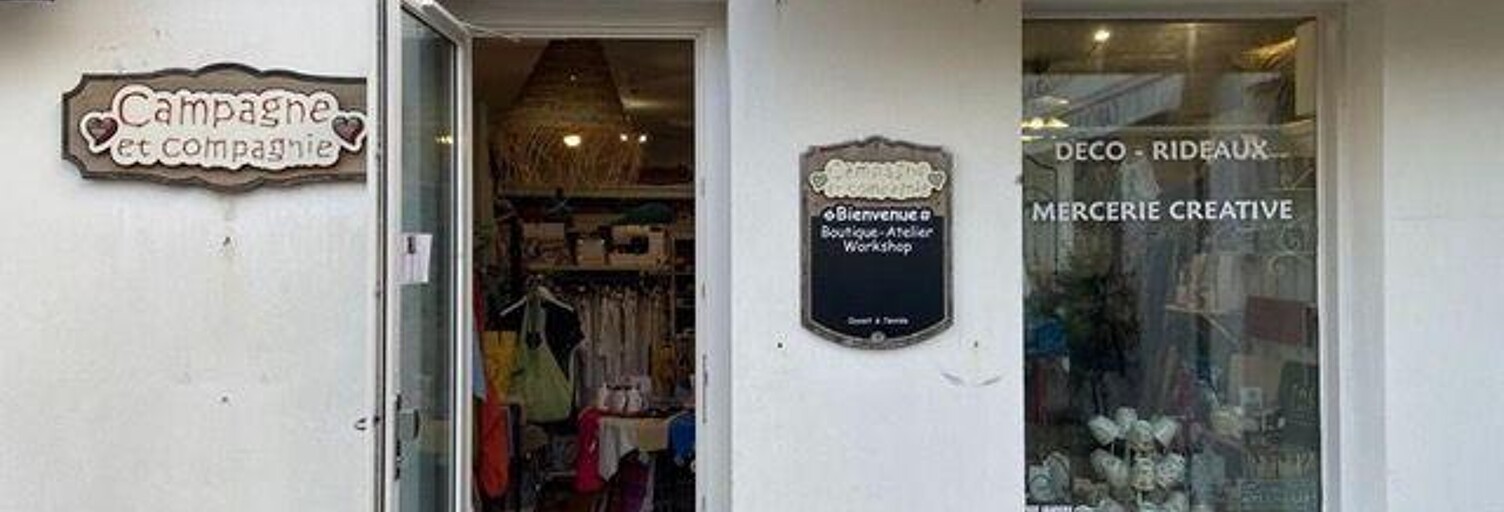 Campagne
et compagnie
Campagne
et compagnie
Bienvenue
Boutique-Atelier
Workshop
DECO - RIDEAUX
MERCERIE CREATIVE